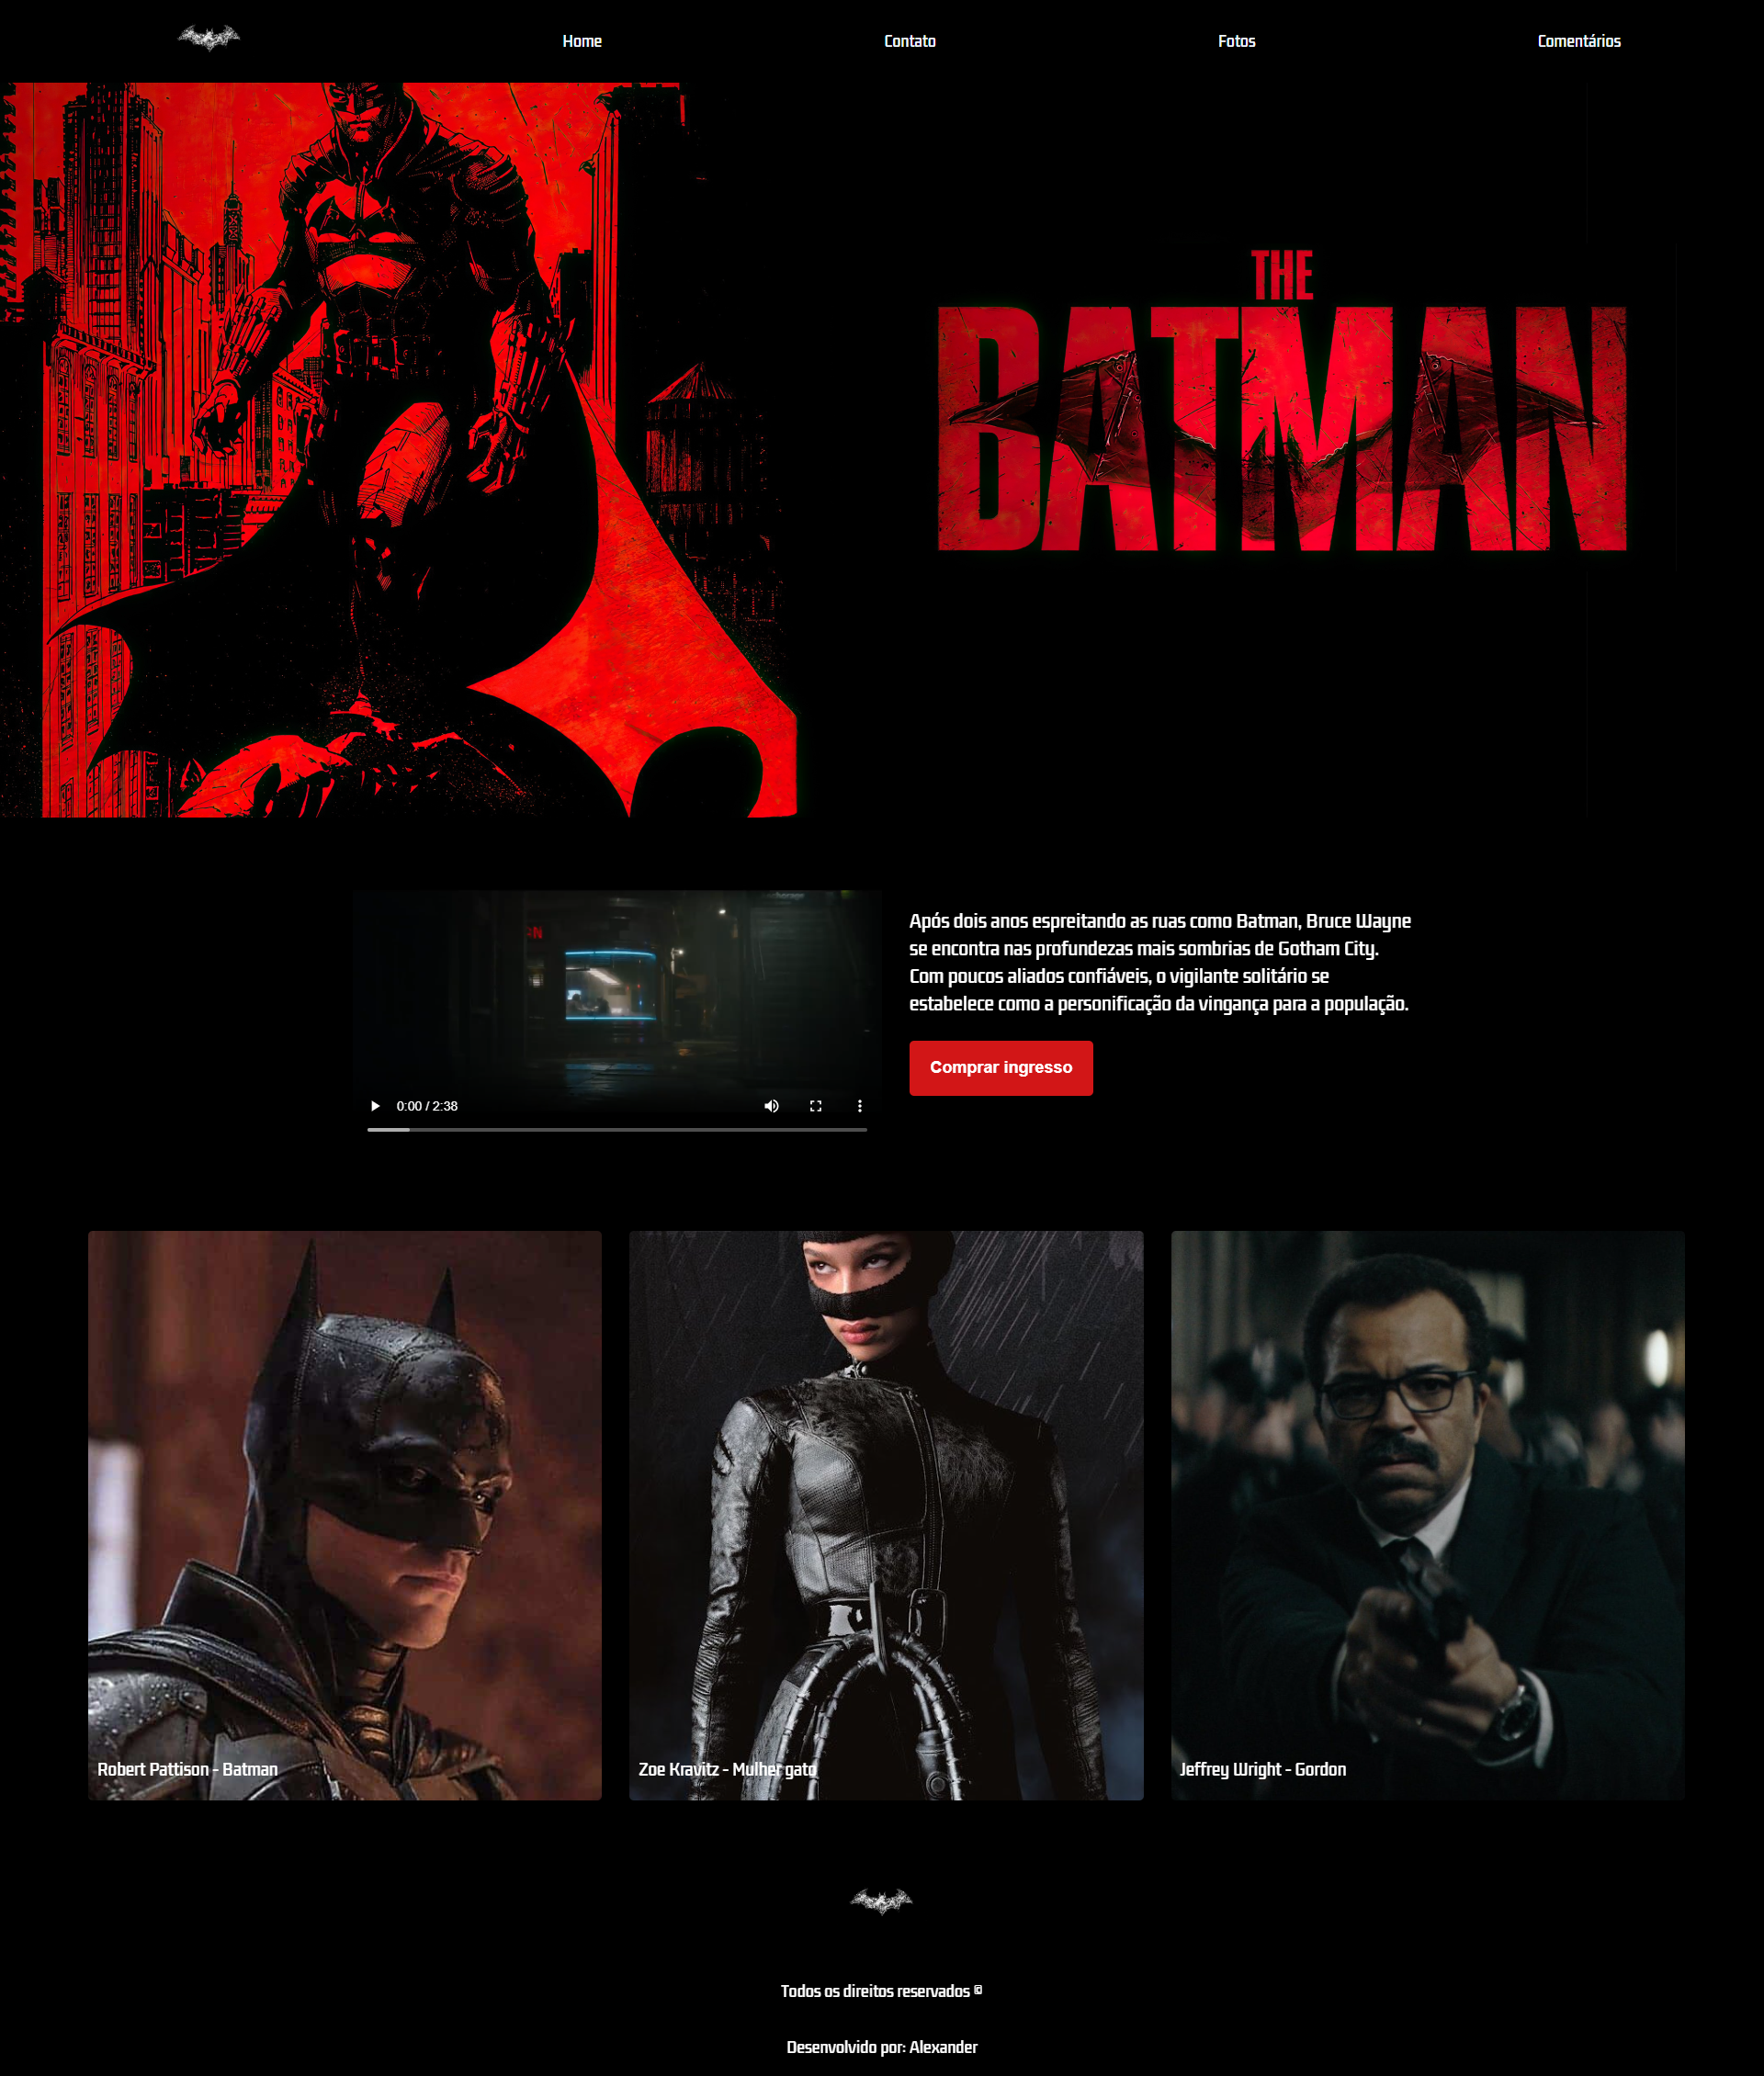 Home
Contato
Fotos
Comentários
THE
BATMAN
Após dois anos espreitando as ruas como Batman, Bruce Wayne
se encontra nas profundezas mais sombrias de Gotham City.
Com poucos aliados confiáveis, o vigilante solitário se
estabelece como a personificação da vingança para a população.
Comprar ingresso
0:00 / 2:38
Robert Pattison - Batman
Zoe Kravitz - Mulher gato
Jeffrey Wright - Gordon
Todos os direitos reservados ©
Desenvolvido por: Alexander